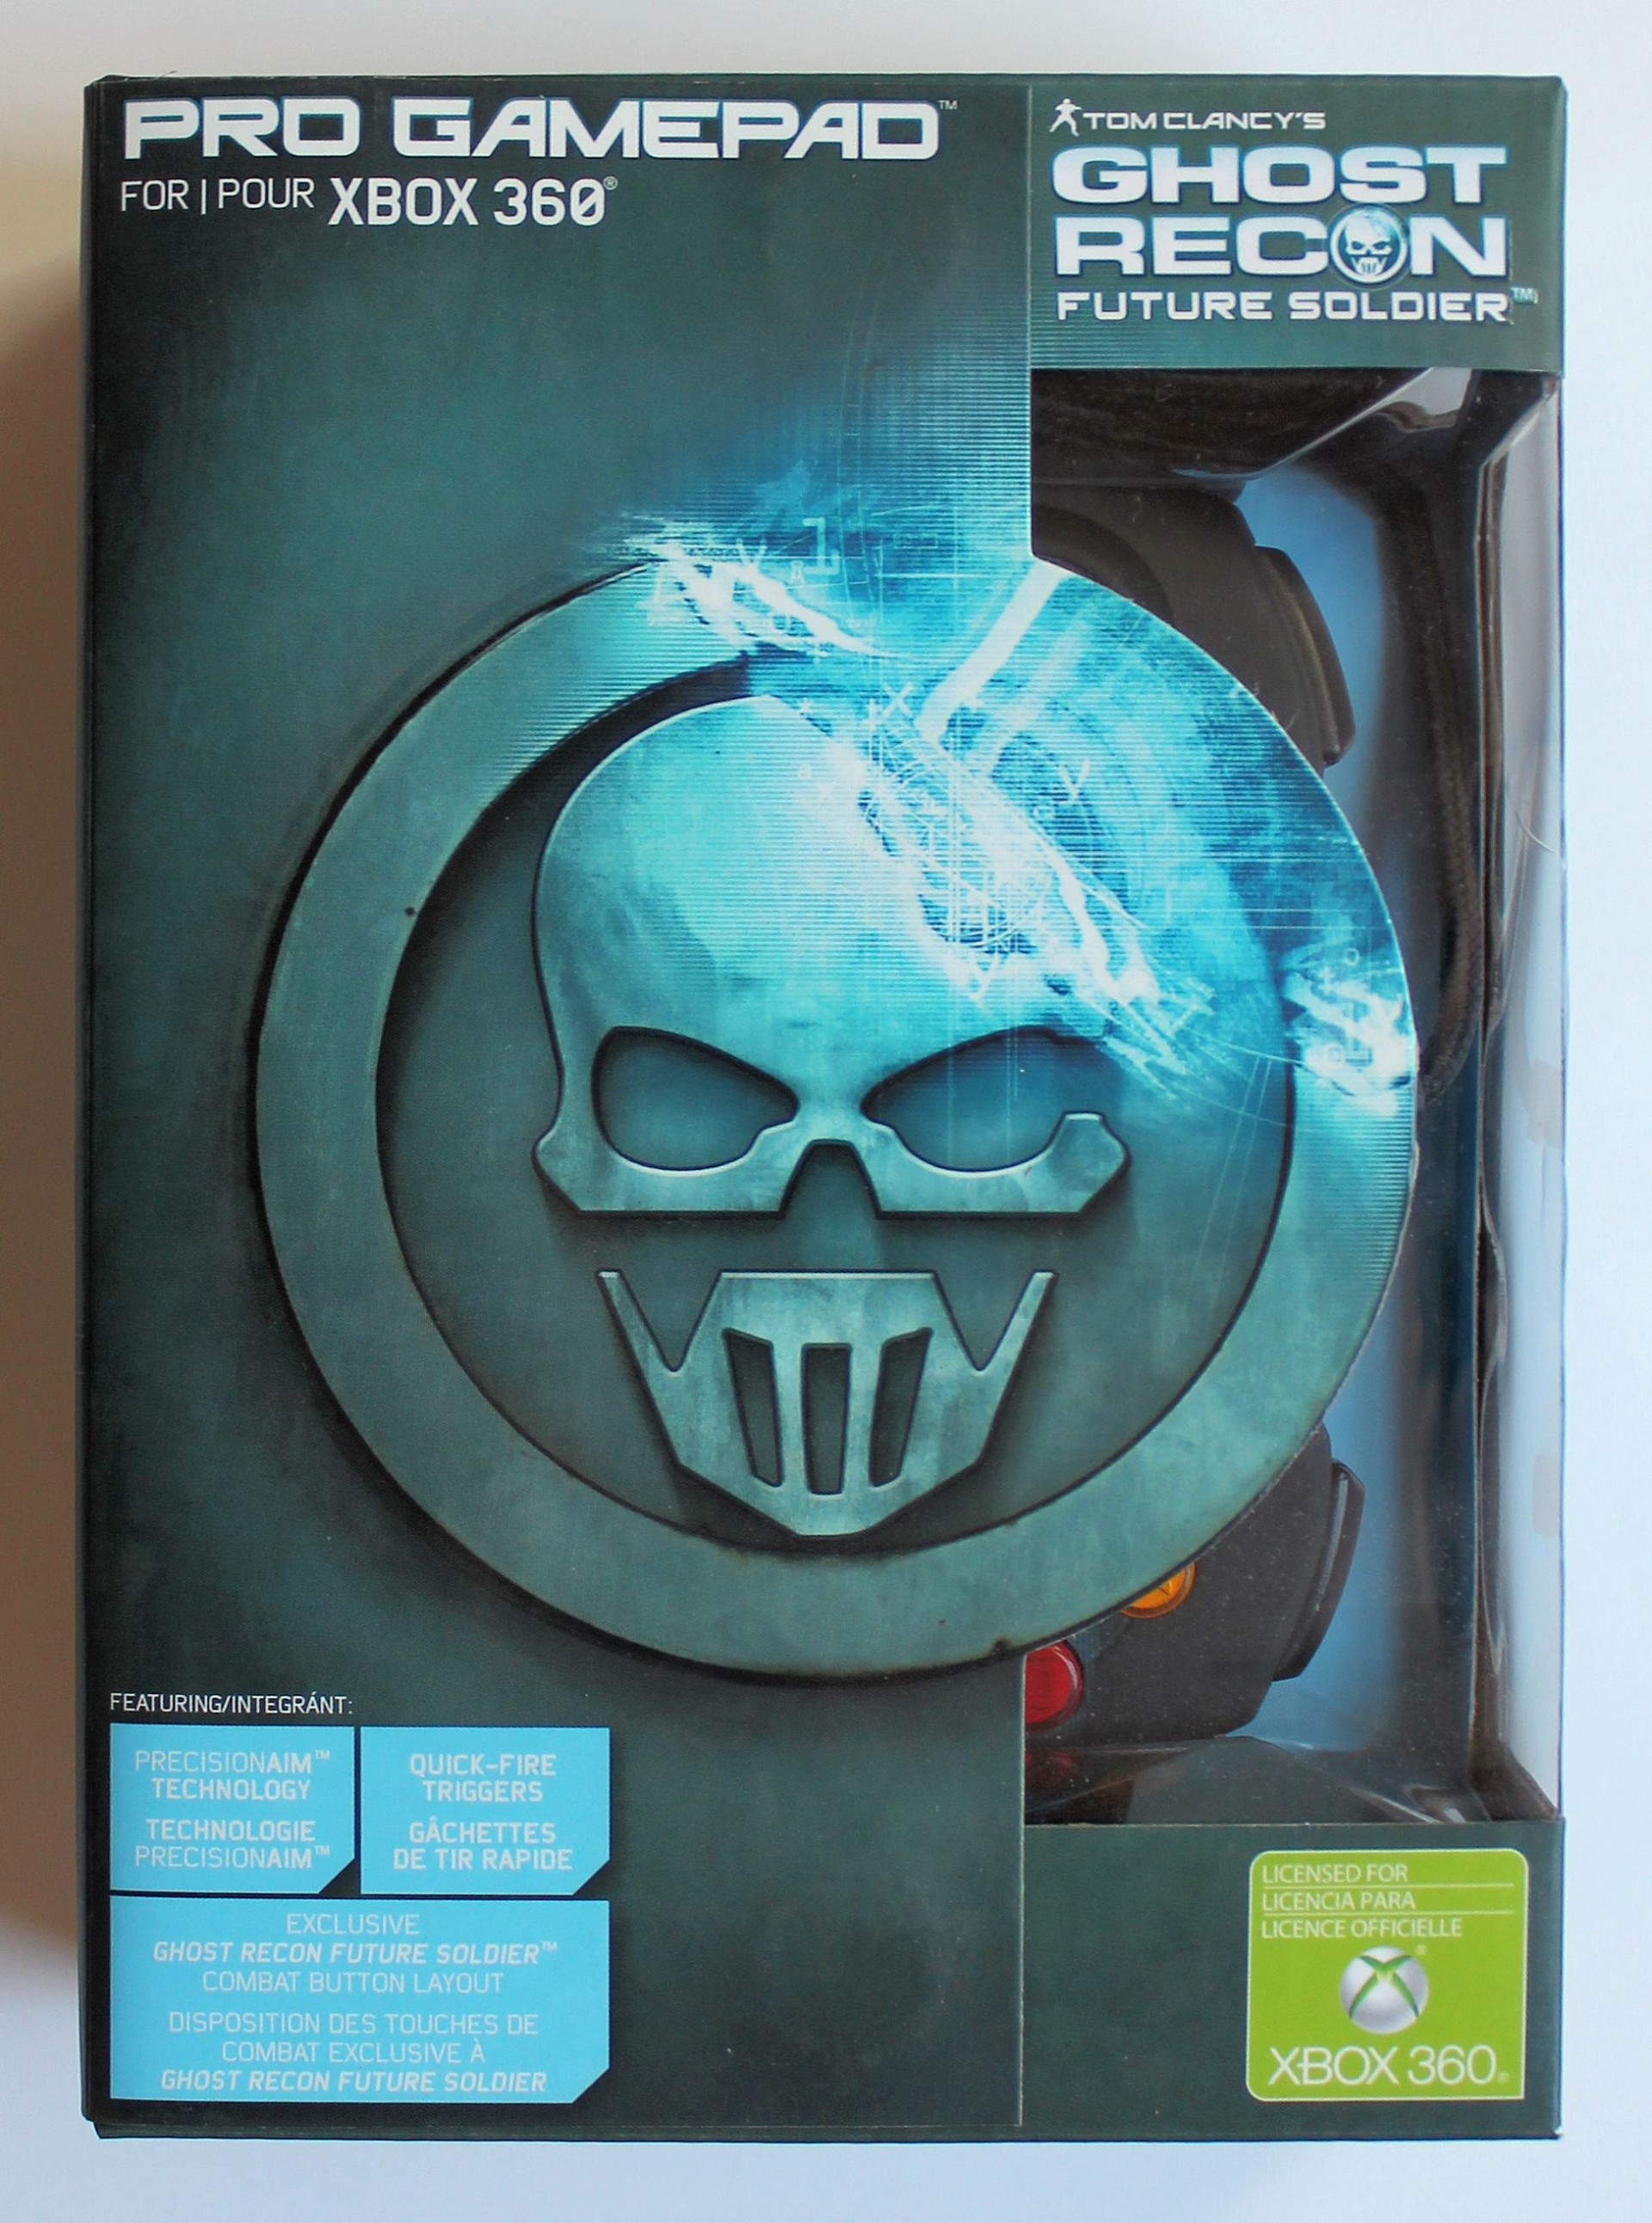 PRO GAMEPAD™
FOR | POUR XBOX 360®
TOM CLANCY'S
GHOST
RECON
FUTURE SOLDIER™
FEATURING/INTEGRÁNT:
PRECISIONAIM™
TECHNOLOGY
TECHNOLOGIE
PRECISIONAIM™
QUICK-FIRE
TRIGGERS
GÂCHETTES
DE TIR RAPIDE
EXCLUSIVE
GHOST RECON FUTURE SOLDIER™
COMBAT BUTTON LAYOUT
DISPOSITION DES TOUCHES DE
COMBAT EXCLUSIVE À
GHOST RECON FUTURE SOLDIER
LICENSED FOR
LICENCIA PARA
LICENCE OFFICIELLE
XBOX 360®